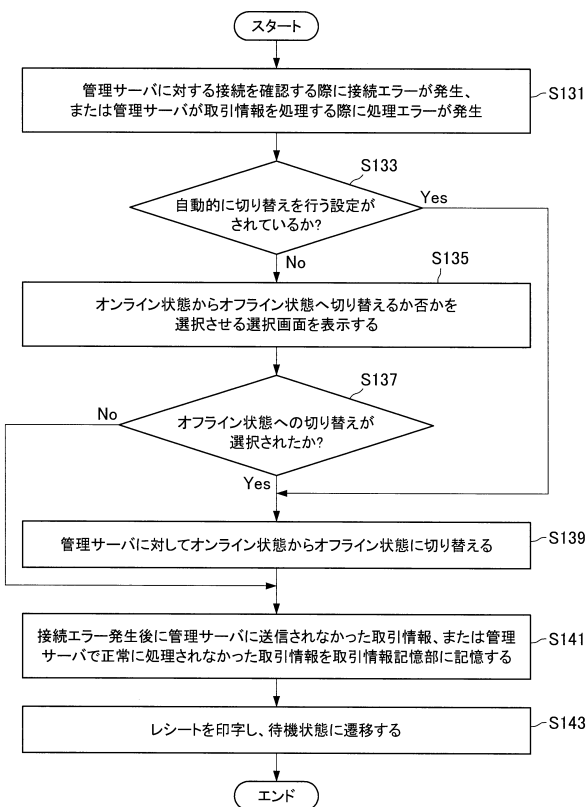 スタート
管理サーバに対する接続を確認する際に接続エラーが発生、
または管理サーバが取引情報を処理する際に処理エラーが発生
S131
S133
自動的に切り替えを行う設定が
されているか?
Yes
No
S135
オンライン状態からオフライン状態へ切り替えるか否かを
選択させる選択画面を表示する
S137
オフライン状態への切り替えが
選択されたか?
No
Yes
管理サーバに対してオンライン状態からオフライン状態に切り替える
S139
接続エラー発生後に管理サーバに送信されなかった取引情報、または管理
サーバで正常に処理されなかった取引情報を取引情報記憶部に記憶する
S141
レシートを印字し、待機状態に遷移する
S143
エンド